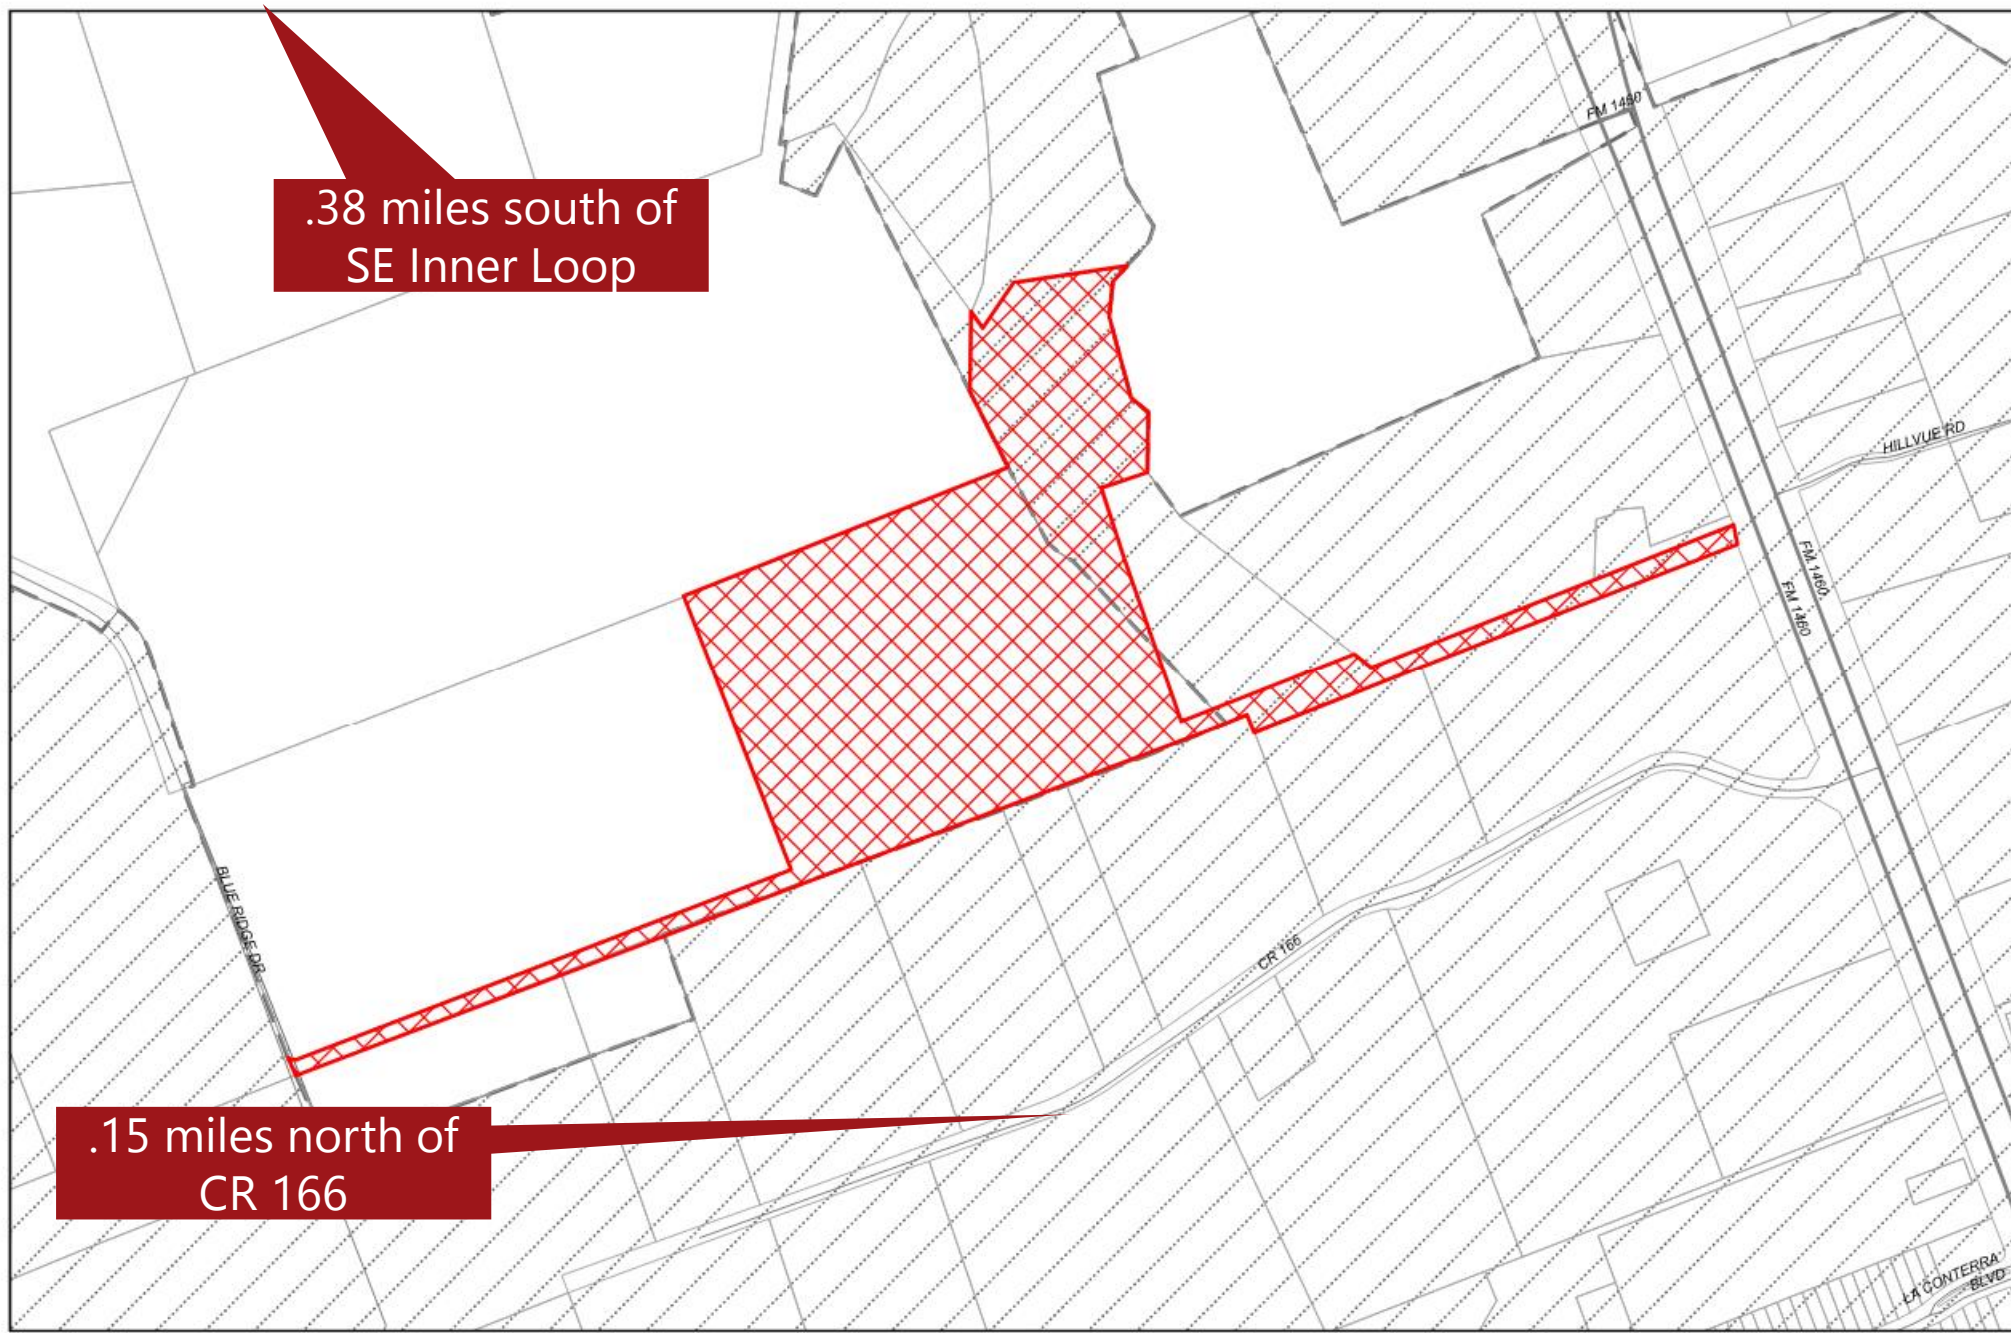 FM 1460
.38 miles south of
SE Inner Loop
HILLVUE RD
FM 1460
FM 1460
BLUE RIDGE DR
CR 166
.15 miles north of
CR 166
LA CONTERRA
BLVD